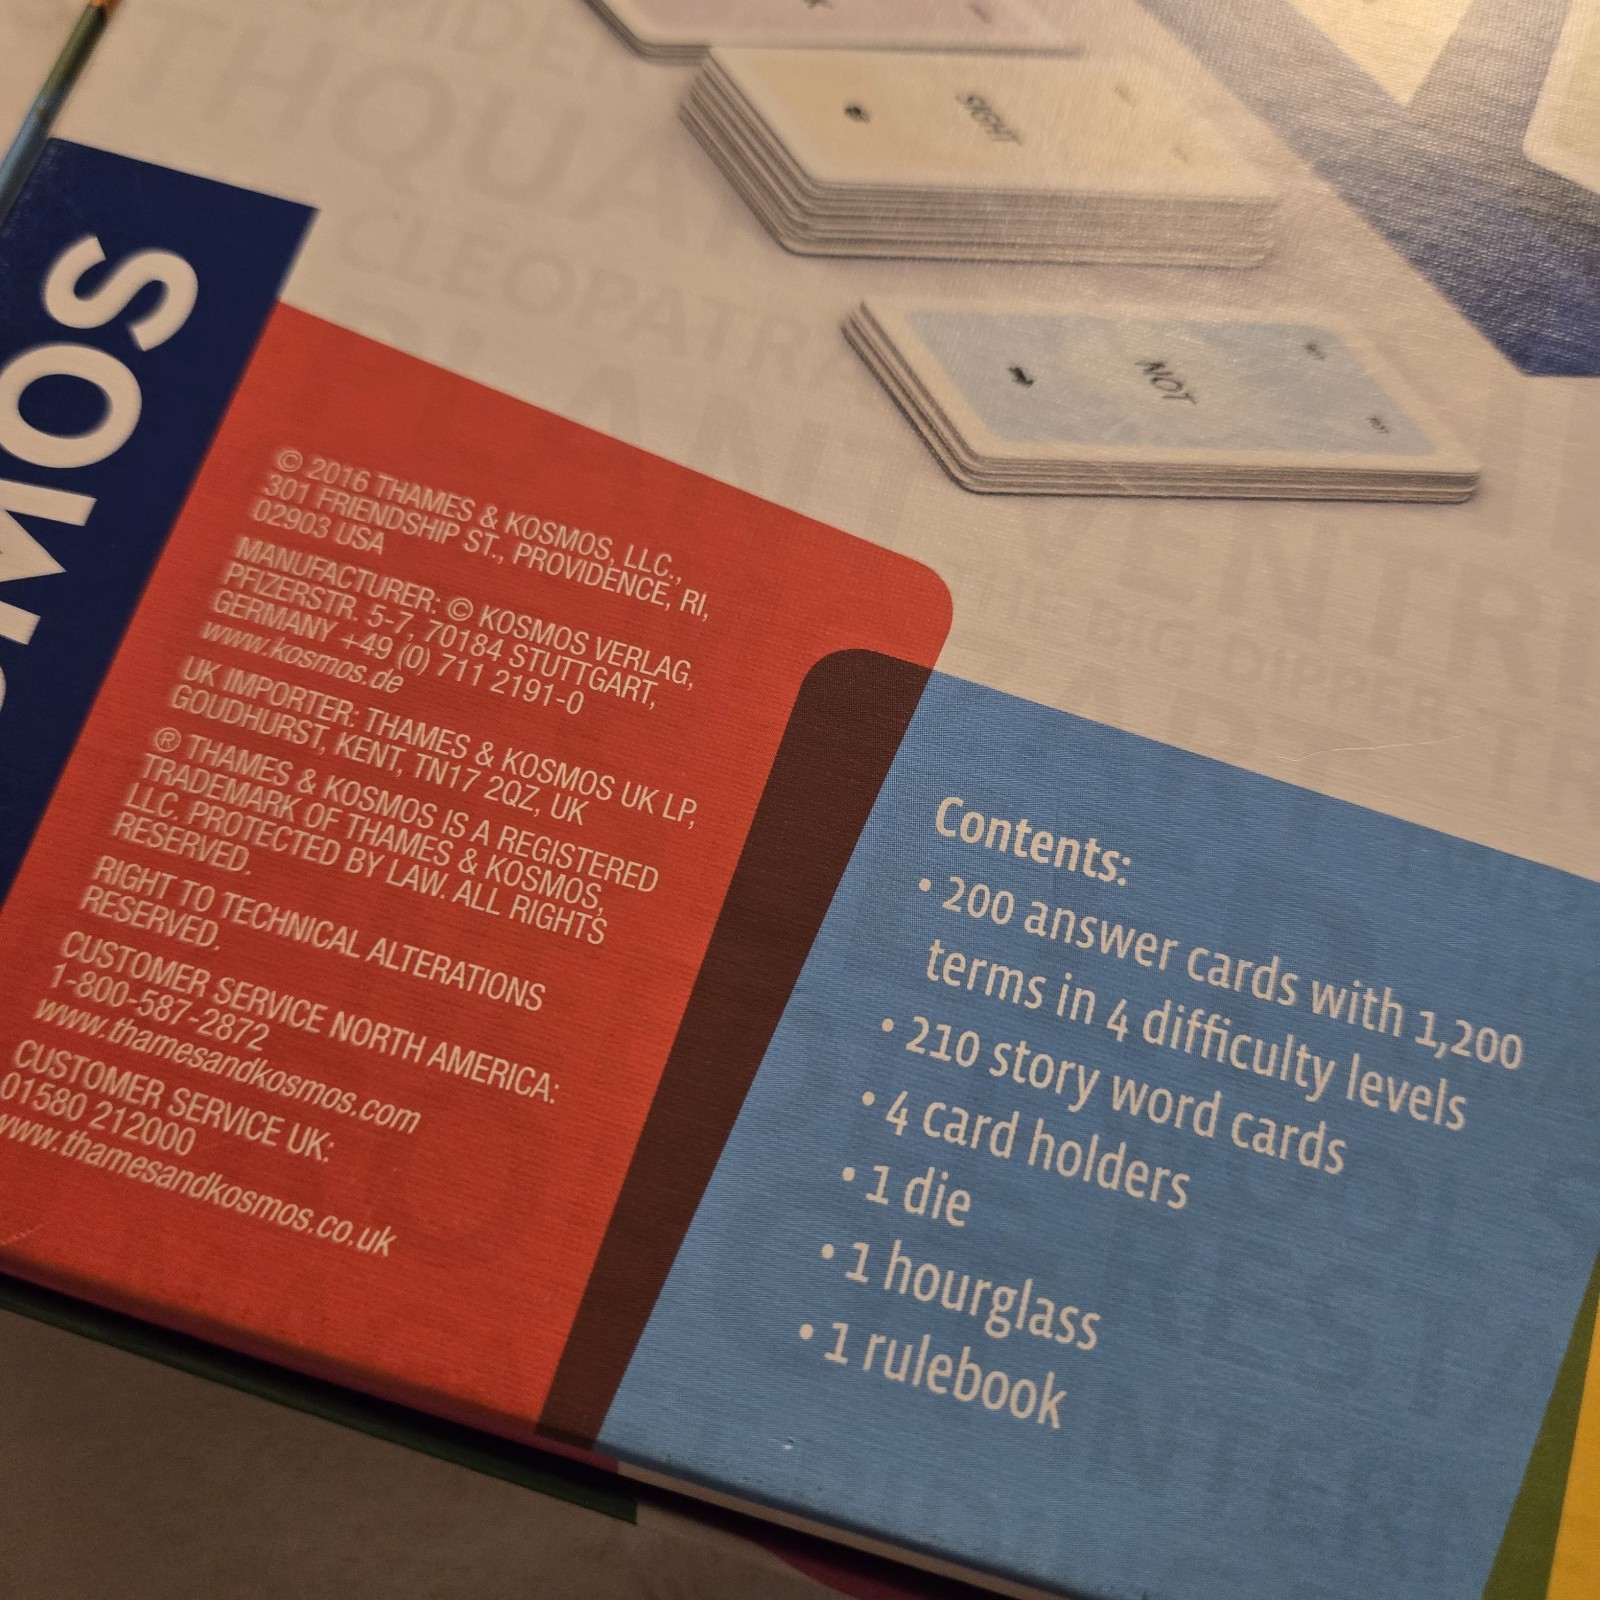 SIGHT
NOT
NOT
CLEOPATRA
THE BIG DIPPER
© 2016 THAMES & KOSMOS, LLC.,
301 FRIENDSHIP ST., PROVIDENCE, RI,
02903 USA
MANUFACTURER: © KOSMOS VERLAG,
PFIZERSTR. 5-7, 70184 STUTTGART,
GERMANY +49 (0) 711 2191-0
www.kosmos.de
UK IMPORTER: THAMES & KOSMOS UK LP,
GOUDHURST, KENT, TN17 2QZ, UK
® THAMES & KOSMOS IS A REGISTERED
TRADEMARK OF THAMES & KOSMOS,
LLC, PROTECTED BY LAW. ALL RIGHTS
RESERVED.
RIGHT TO TECHNICAL ALTERATIONS
RESERVED.
CUSTOMER SERVICE NORTH AMERICA:
1-800-587-2872
www.thamesandkosmos.com
CUSTOMER SERVICE UK:
01580 212000
www.thamesandkosmos.co.uk
Contents:
• 200 answer cards with 1,200
terms in 4 difficulty levels
• 210 story word cards
• 4 card holders
• 1 die
• 1 hourglass
• 1 rulebook